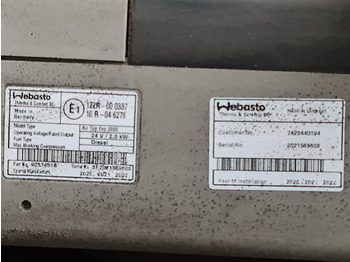 Webasto
Thermo & Comfort SE
E1
122R-00 0337
10 R-04 6279
Made in Germany
Model Type Air Top Evo 2000
Operating Voltage/Rated Output 24 V / 2,0 kW
Fuel Type Diesel
Max. Working Compressure
2020, 2021, 2022
Webasto
Thermo & Comfort SE
Customer-No.:
Serial-No.: 2021569608
Year of Installation 2020, 2021, 2022